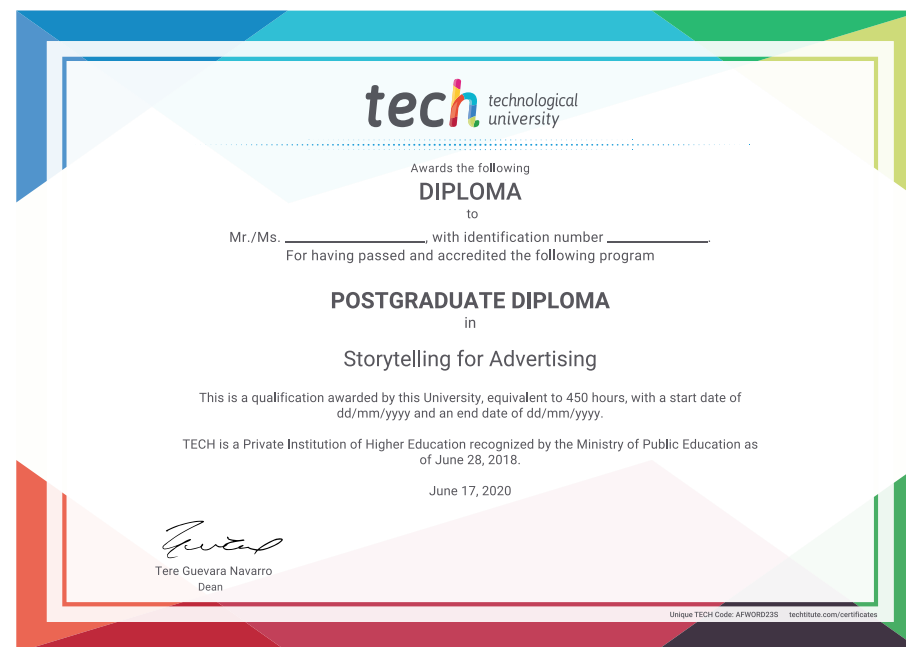 tech technological
university
Awards the following
DIPLOMA
to
Mr./Ms. ________________, with identification number ____________.
For having passed and accredited the following program
POSTGRADUATE DIPLOMA
in
Storytelling for Advertising
This is a qualification awarded by this University, equivalent to 450 hours, with a start date of
dd/mm/yyyy and an end date of dd/mm/yyyy.
TECH is a Private Institution of Higher Education recognized by the Ministry of Public Education as
of June 28, 2018.
June 17, 2020
Tere Guevara Navarro
Dean
Unique TECH Code: AFWORD23S techtitute.com/certificates